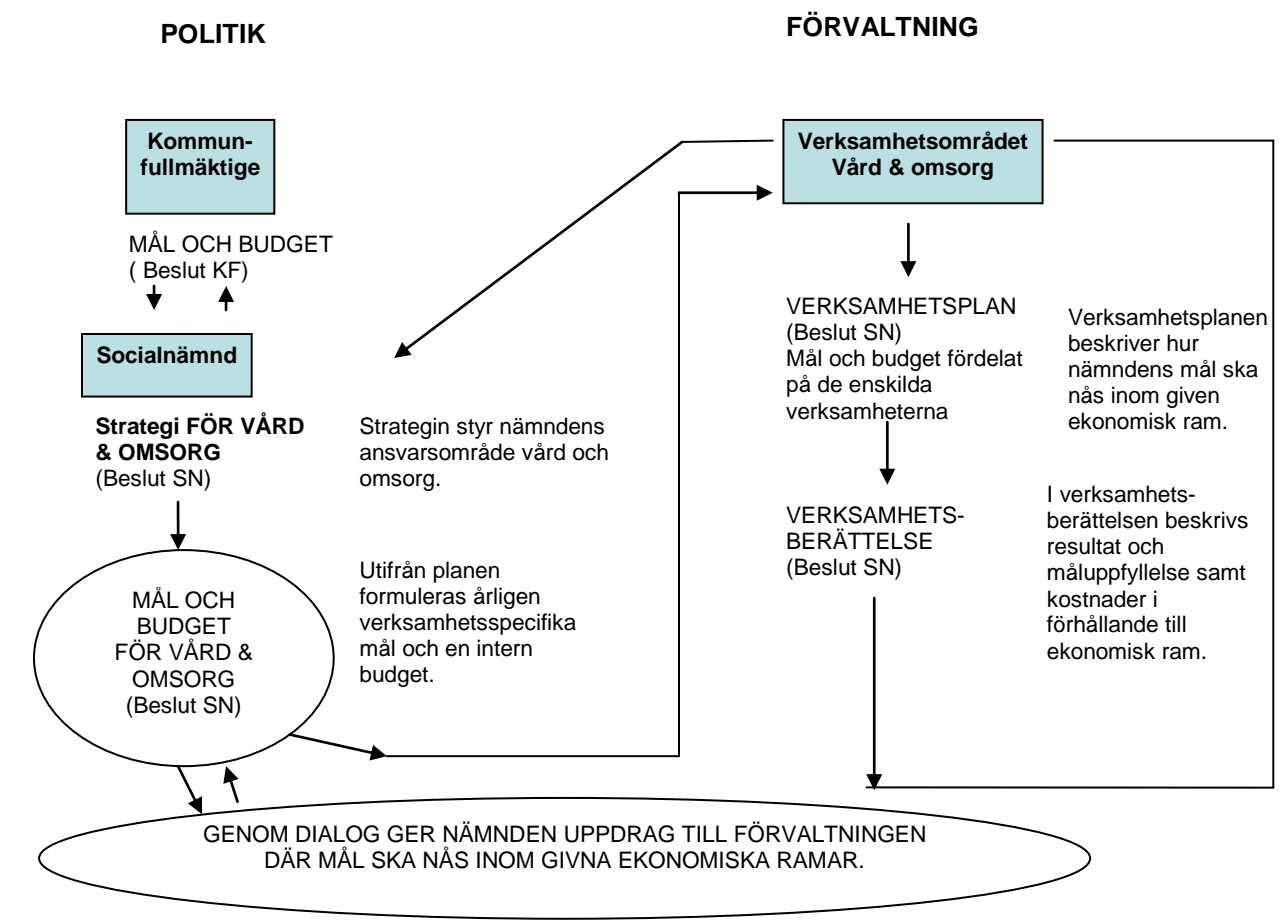 POLITIK
FÖRVALTNING
Kommun-
fullmäktige
MÅL OCH BUDGET
( Beslut KF)
Socialnämnd
Strategi FÖR VÅRD
& OMSORG
(Beslut SN)
Strategin styr nämndens
ansvarsområde vård och
omsorg.
MÅL OCH
BUDGET
FÖR VÅRD &
OMSORG
(Beslut SN)
Utifrån planen
formuleras årligen
verksamhetsspecifika
mål och en intern
budget.
Verksamhetsområdet
Vård & omsorg
VERKSAMHETSPLAN
(Beslut SN)
Mål och budget fördelat
på de enskilda
verksamheterna
Verksamhetsplanen
beskriver hur
nämndens mål ska
nås inom given
ekonomisk ram.
VERKSAMHETS-
BERÄTTELSE
(Beslut SN)
I verksamhets-
berättelsen beskrivs
resultat och
måluppfyllelse samt
kostnader i
förhållande till
ekonomisk ram.
GENOM DIALOG GER NÄMNDEN UPPDRAG TILL FÖRVALTNINGEN
DÄR MÅL SKA NÅS INOM GIVNA EKONOMISKA RAMAR.